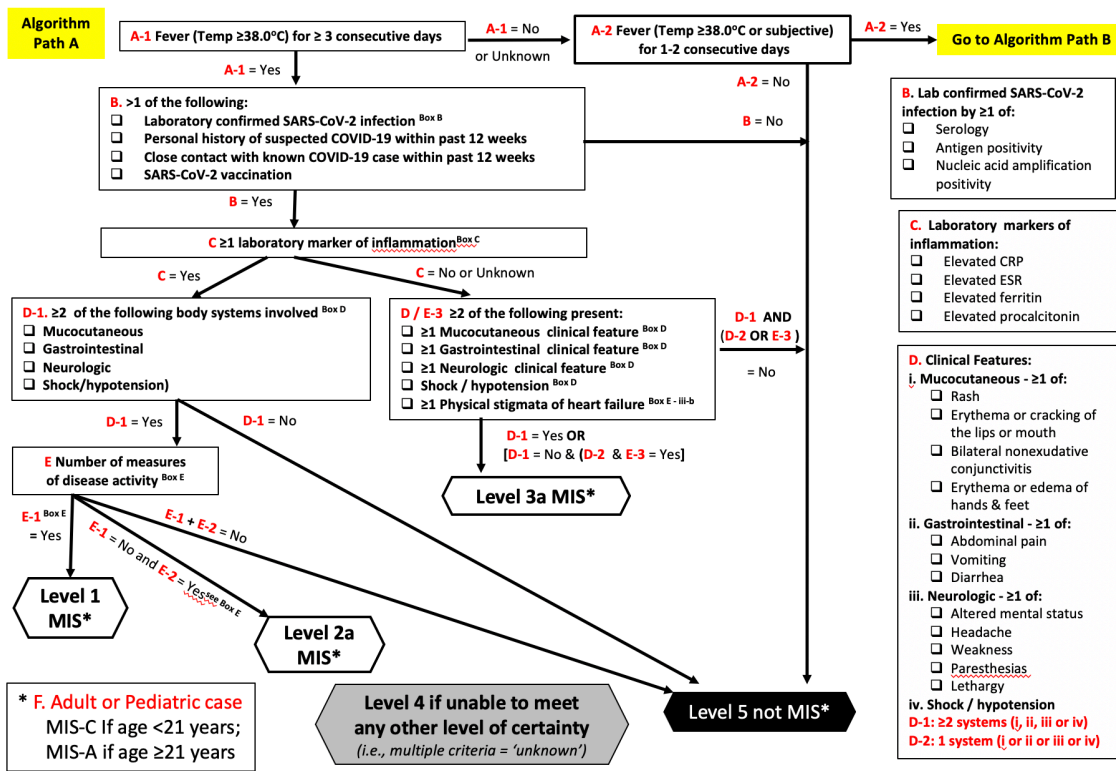 Algorithm
Path A
A-1 Fever (Temp ≥38.0°C) for ≥ 3 consecutive days
A-1 = No
or Unknown
A-2 Fever (Temp ≥38.0°C or subjective)
for 1-2 consecutive days
A-2 = Yes
Go to Algorithm Path B
A-1 = Yes
A-2 = No
B. >1 of the following:
❑ Laboratory confirmed SARS-CoV-2 infection Box B
❑ Personal history of suspected COVID-19 within past 12 weeks
❑ Close contact with known COVID-19 case within past 12 weeks
❑ SARS-CoV-2 vaccination
B = No
B = Yes
C ≥1 laboratory marker of inflammation Box C
C = Yes
C = No or Unknown
D-1. ≥2 of the following body systems involved Box D
❑ Mucocutaneous
❑ Gastrointestinal
❑ Neurologic
❑ Shock/hypotension)
D / E-3 ≥2 of the following present:
❑ ≥1 Mucocutaneous clinical feature Box D
❑ ≥1 Gastrointestinal clinical feature Box D
❑ ≥1 Neurologic clinical feature Box D
❑ Shock / hypotension Box D
❑ ≥1 Physical stigmata of heart failure Box E - iii-b
D-1 AND
(D-2 OR E-3)
= No
D-1 = Yes
D-1 = No
D-1 = Yes OR
[D-1 = No & (D-2 & E-3 = Yes]
E Number of measures
of disease activity Box E
Level 3a MIS*
E-1 Box E
= Yes
E-1 = No and E-2 = Yes see Box E
E-1 + E-2 = No
Level 1
MIS*
Level 2a
MIS*
* F. Adult or Pediatric case
MIS-C If age <21 years;
MIS-A if age ≥21 years
Level 4 if unable to meet
any other level of certainty
(i.e., multiple criteria = ‘unknown’)
Level 5 not MIS*
B. Lab confirmed SARS-CoV-2
infection by ≥1 of:
❑ Serology
❑ Antigen positivity
❑ Nucleic acid amplification
positivity
C. Laboratory markers of
inflammation:
❑ Elevated CRP
❑ Elevated ESR
❑ Elevated ferritin
❑ Elevated procalcitonin
D. Clinical Features:
i. Mucocutaneous - ≥1 of:
❑ Rash
❑ Erythema or cracking of
the lips or mouth
❑ Bilateral nonexudative
conjunctivitis
❑ Erythema or edema of
hands & feet
ii. Gastrointestinal - ≥1 of:
❑ Abdominal pain
❑ Vomiting
❑ Diarrhea
iii. Neurologic - ≥1 of:
❑ Altered mental status
❑ Headache
❑ Weakness
❑ Paresthesias
❑ Lethargy
iv. Shock / hypotension
D-1: ≥2 systems (i, ii, iii or iv)
D-2: 1 system (i or ii or iii or iv)